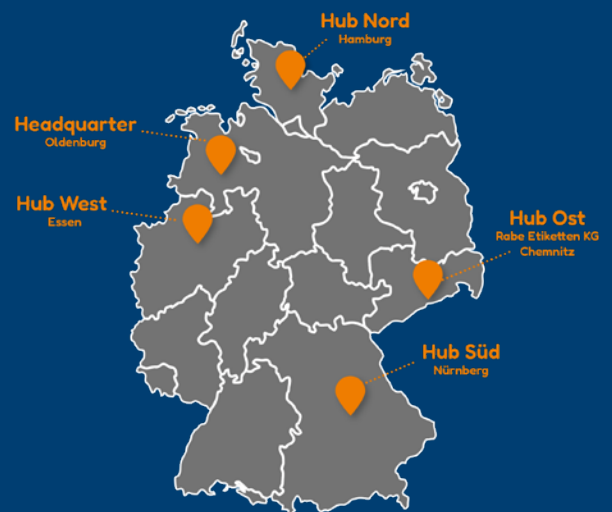 Hub Nord
Hamburg
Headquarter
Oldenburg
Hub West
Essen
Hub Ost
Rabe Etiketten KG
Chemnitz
Hub Süd
Nürnberg